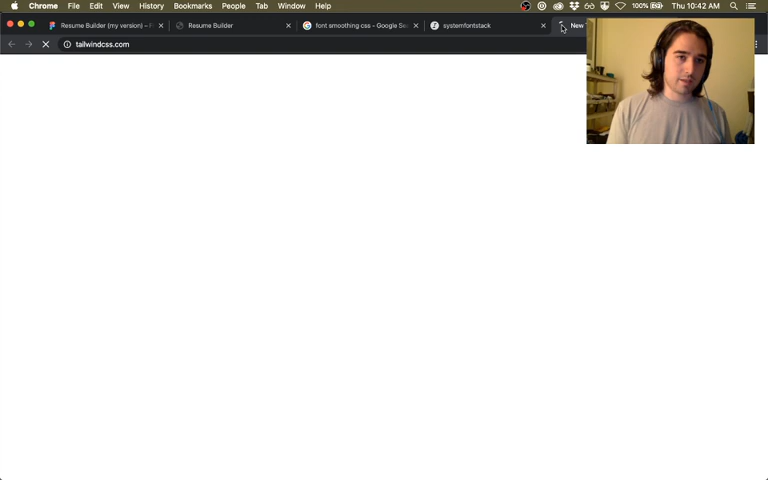 Chrome File Edit View History Bookmarks People Tab Window Help 100% Thu 10:42 AM
Resume Builder (my version) – F Resume Builder font smoothing css - Google Se systemfontstack New
tailwindcss.com